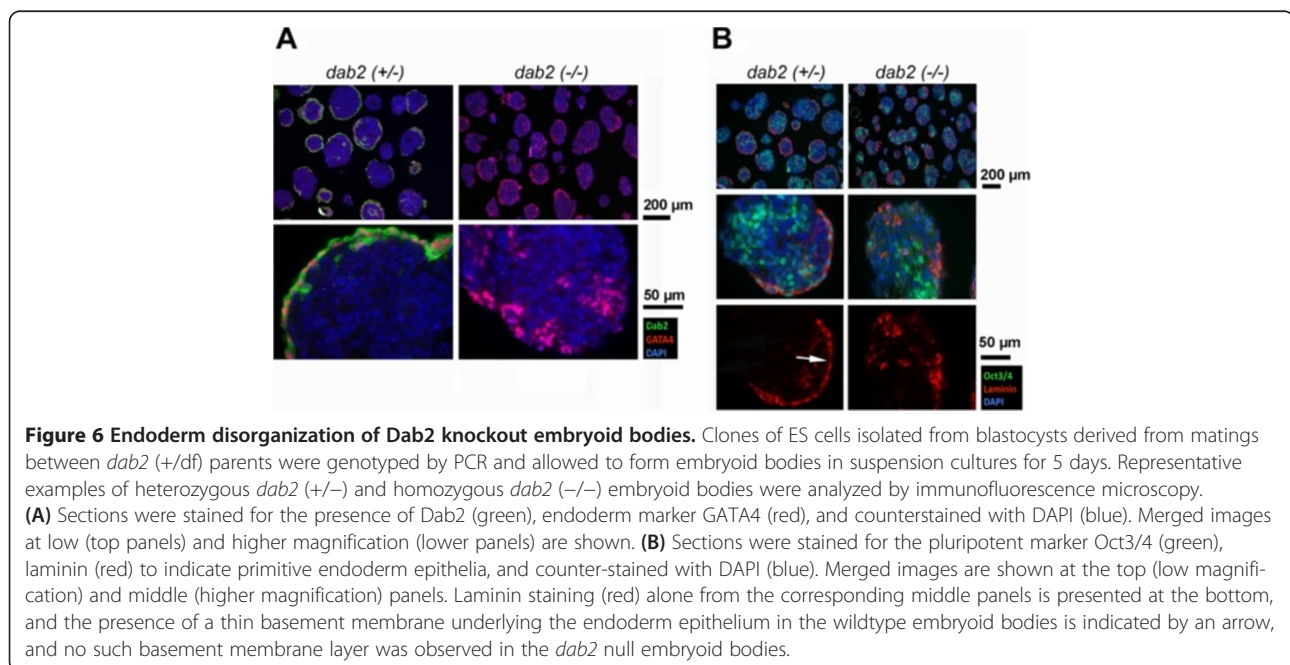 A
B
dab2 (+/-)
dab2 (-/-)
dab2 (+/-)
dab2 (-/-)
200 µm
200 µm
50 µm
Dab2
GATA4
DAPI
50 µm
Oct3/4
Laminin
DAPI
Figure 6 Endoderm disorganization of Dab2 knockout embryoid bodies. Clones of ES cells isolated from blastocysts derived from matings
between dab2 (+/df) parents were genotyped by PCR and allowed to form embryoid bodies in suspension cultures for 5 days. Representative
examples of heterozygous dab2 (+/−) and homozygous dab2 (−/−) embryoid bodies were analyzed by immunofluorescence microscopy.
(A) Sections were stained for the presence of Dab2 (green), endoderm marker GATA4 (red), and counterstained with DAPI (blue). Merged images
at low (top panels) and higher magnification (lower panels) are shown. (B) Sections were stained for the pluripotent marker Oct3/4 (green),
laminin (red) to indicate primitive endoderm epithelia, and counter-stained with DAPI (blue). Merged images are shown at the top (low magnifi-
cation) and middle (higher magnification) panels. Laminin staining (red) alone from the corresponding middle panels is presented at the bottom,
and the presence of a thin basement membrane underlying the endoderm epithelium in the wildtype embryoid bodies is indicated by an arrow,
and no such basement membrane layer was observed in the dab2 null embryoid bodies.